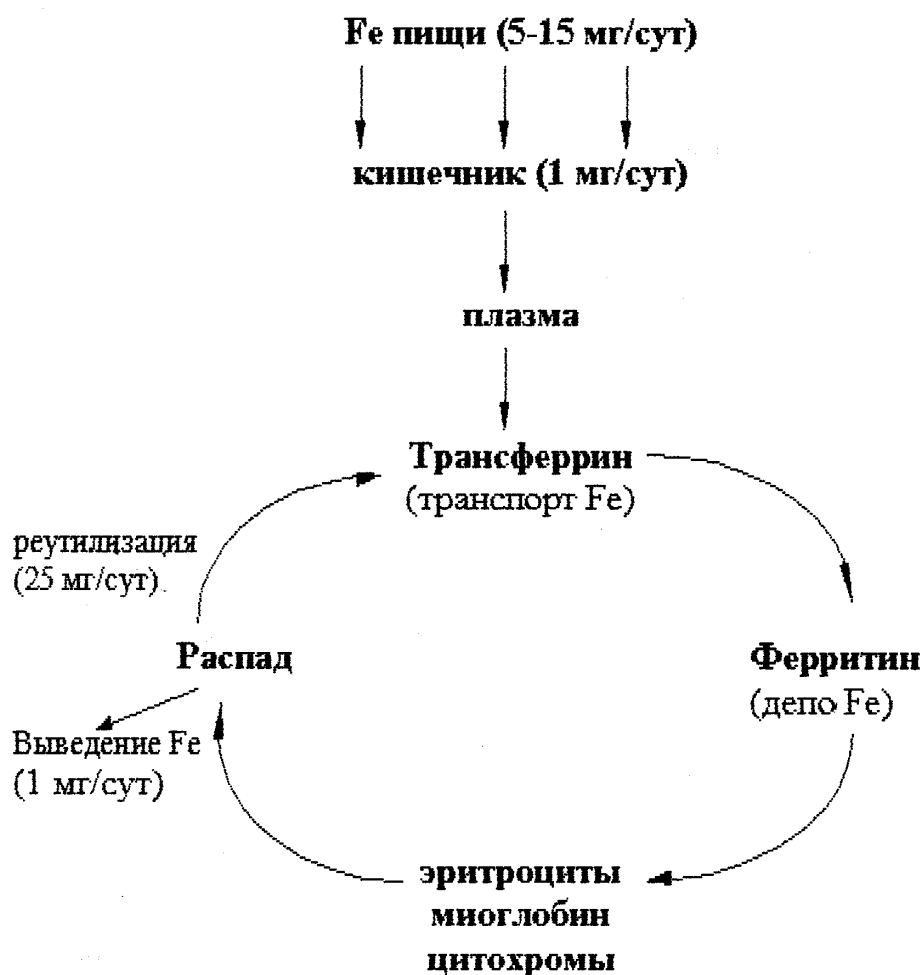 Fe пищи (5-15 мг/сут)
кишечник (1 мг/сут)
плазма
Трансферрин
(транспорт Fe)
реутилизация
(25 мг/сут).
Распад
Ферритин
(депо Fe)
Выведение Fe
(1 мг/сут)
эритроциты
миоглобин
цитохромы